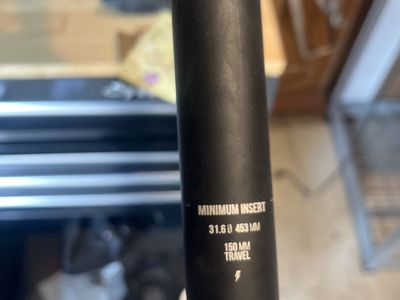 MINIMUM INSERT
31.6 Ø 453 MM
150 MM
TRAVEL